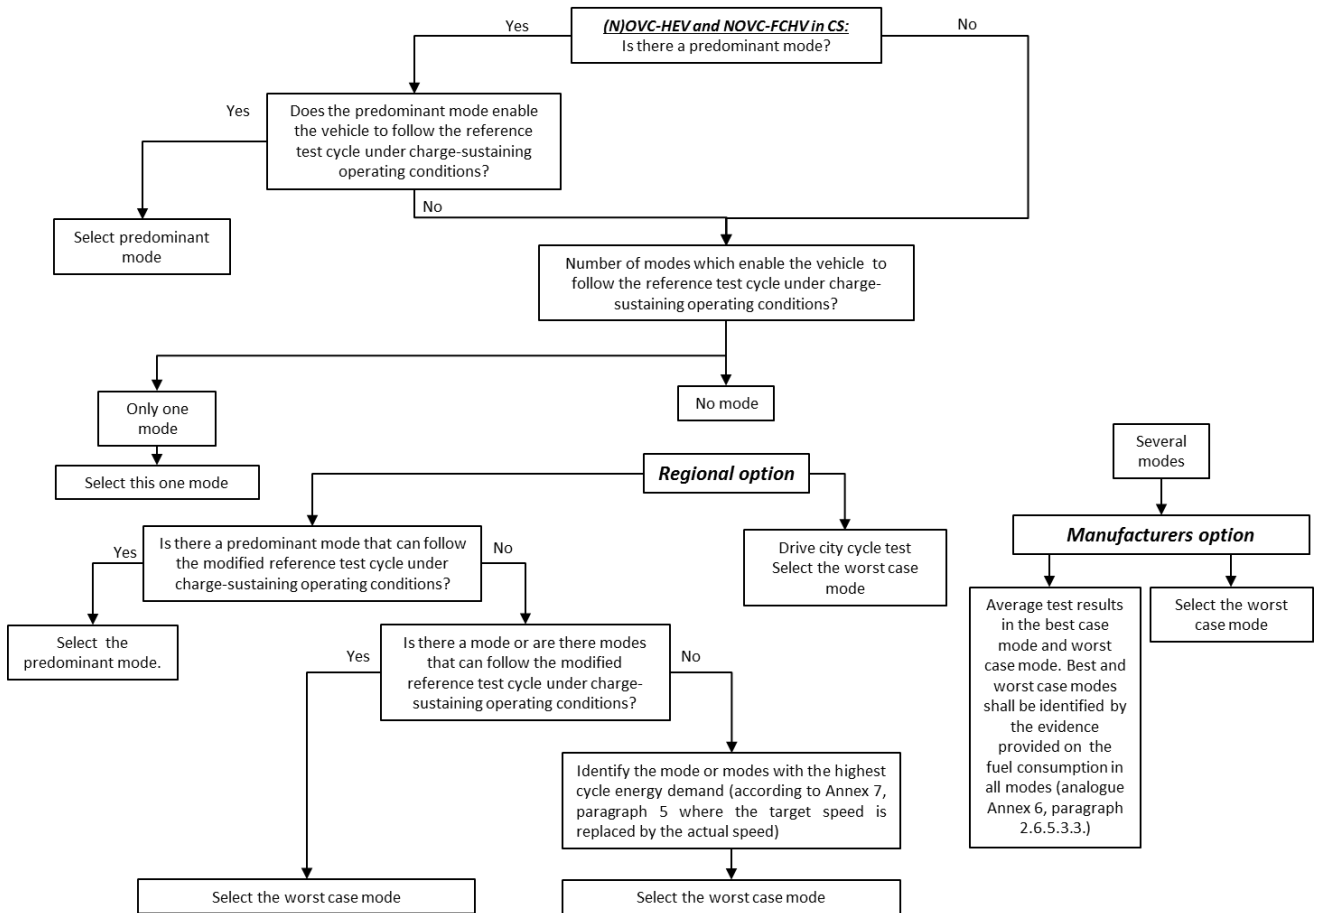 (N)OVC-HEV and NOVC-FCHV in CS:
Is there a predominant mode?
Yes
No
Does the predominant mode enable
the vehicle to follow the reference
test cycle under charge-sustaining
operating conditions?
Yes
No
Select predominant
mode
Number of modes which enable the vehicle to
follow the reference test cycle under charge-
sustaining operating conditions?
Only one
mode
No mode
Several
modes
Select this one mode
Regional option
Manufacturers option
Is there a predominant mode that can follow
the modified reference test cycle under
charge-sustaining operating conditions?
Yes
No
Drive city cycle test
Select the worst case
mode
Average test results
in the best case
mode and worst
case mode. Best and
worst case modes
shall be identified by
the evidence
provided on the
fuel consumption in
all modes (analogue
Annex 6, paragraph
2.6.5.3.3.)
Select the worst
case mode
Select the
predominant mode.
Is there a mode or are there modes
that can follow the modified
reference test cycle under charge-
sustaining operating conditions?
Yes
No
Identify the mode or modes with the highest
cycle energy demand (according to Annex 7,
paragraph 5 where the target speed is
replaced by the actual speed)
Select the worst case mode
Select the worst case mode